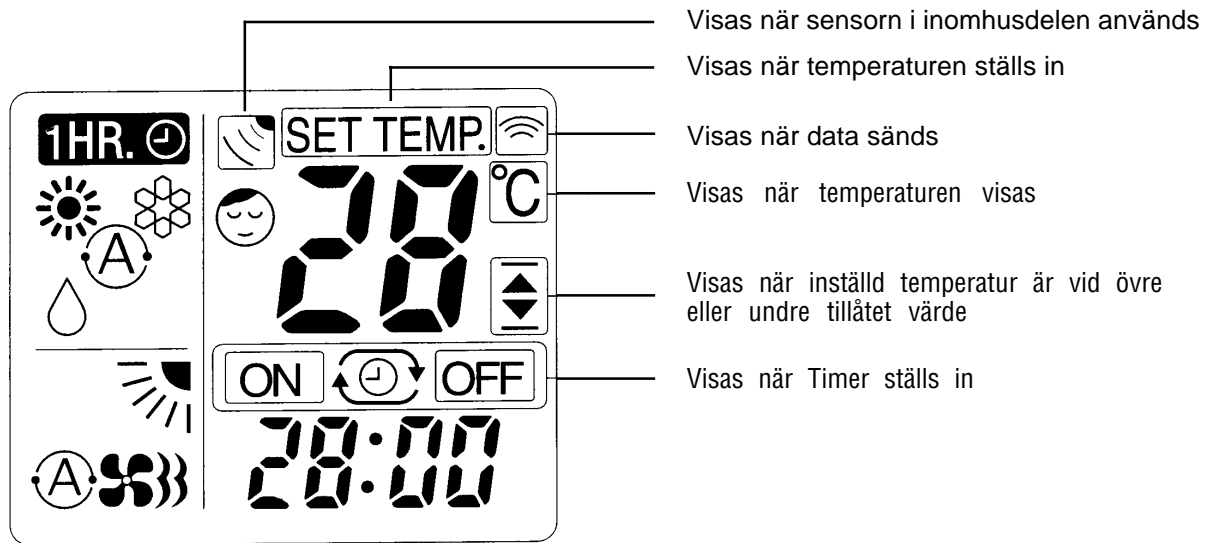 Visas när sensorn i inomhusdelen används
Visas när temperaturen ställs in
1HR.
SET TEMP.
Visas när data sänds
28
°C
Visas när temperaturen visas
A
Visas när inställd temperatur är vid övre
eller undre tillåtet värde
ON
OFF
Visas när Timer ställs in
A
28:00